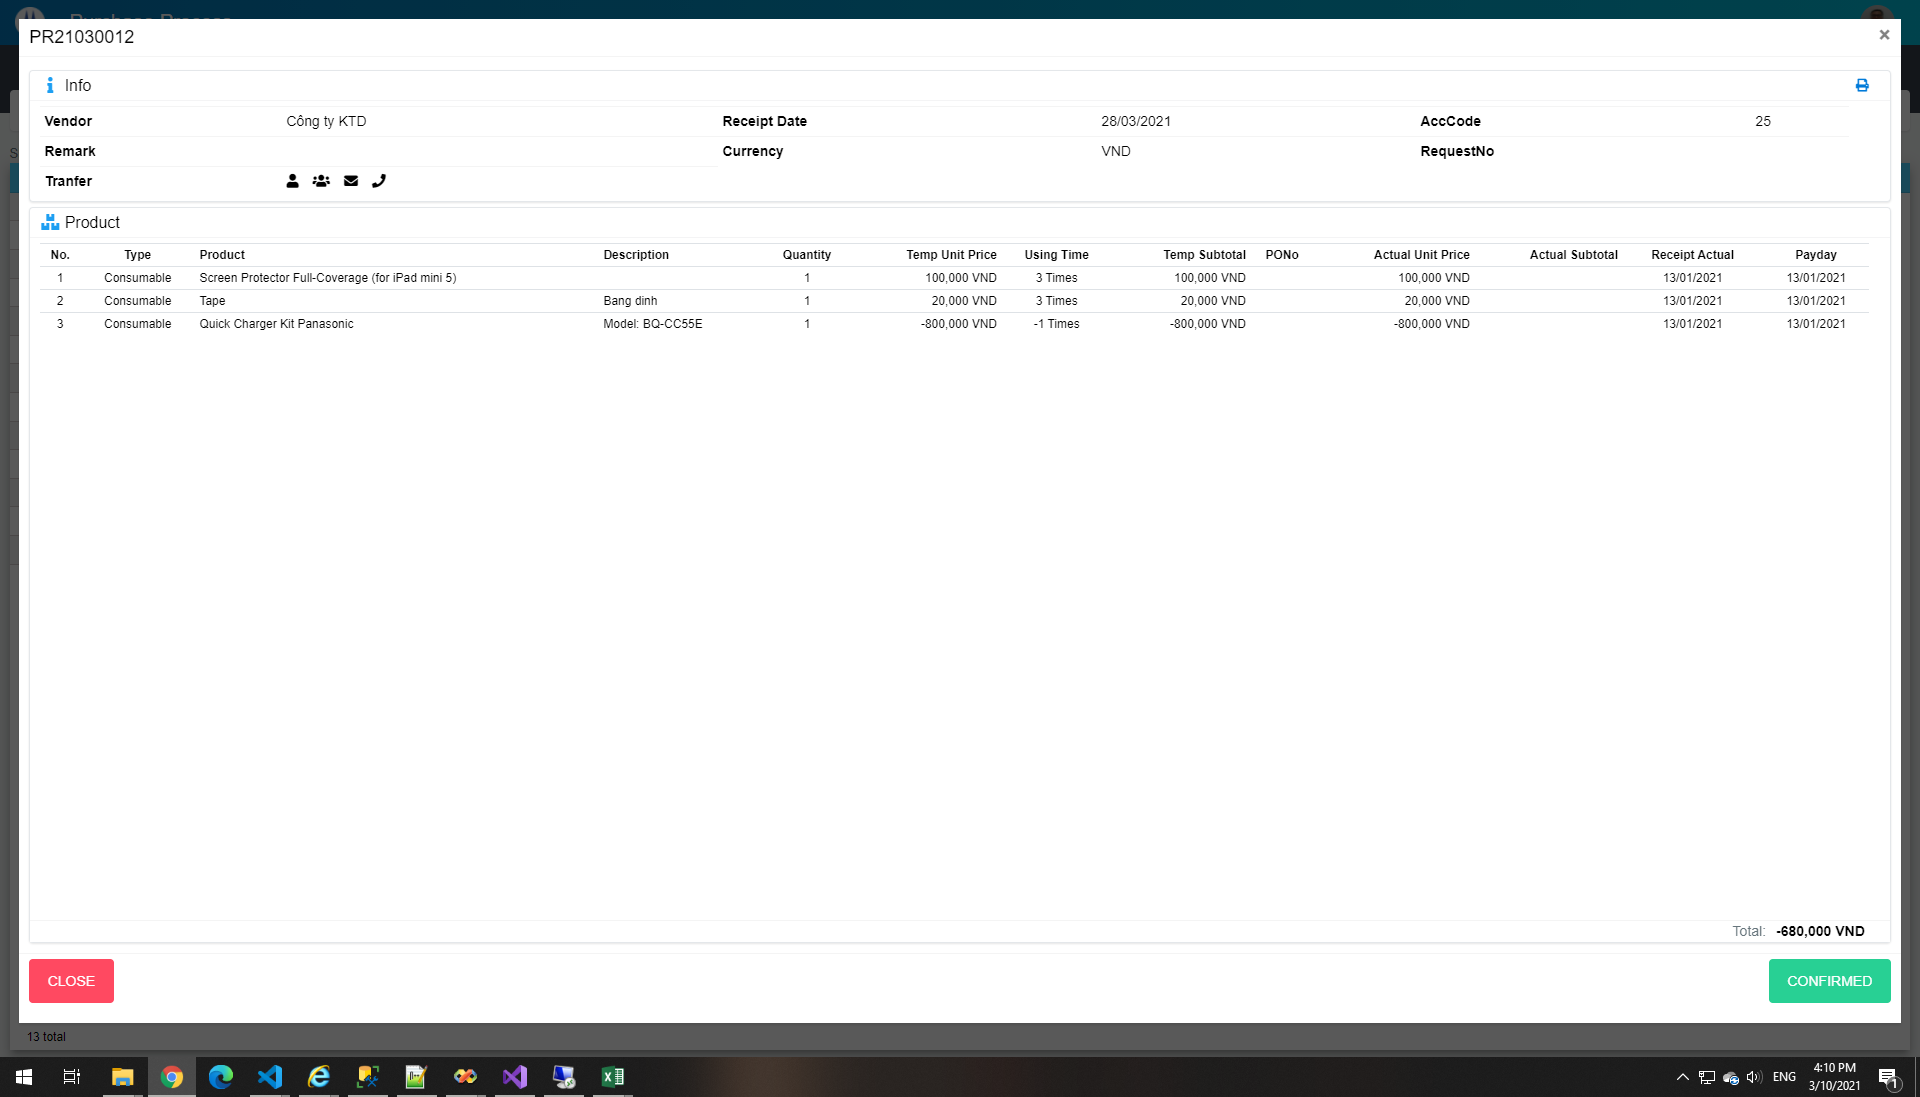 Purchase Process
PR21030012 ×
Info
Vendor Công ty KTD Receipt Date 28/03/2021 AccCode 25
Remark Currency VND RequestNo
Tranfer
Product
No. Type Product Description Quantity Temp Unit Price Using Time Temp Subtotal PONo Actual Unit Price Actual Subtotal Receipt Actual Payday
1 Consumable Screen Protector Full-Coverage (for iPad mini 5) 1 100,000 VND 3 Times 100,000 VND 100,000 VND 13/01/2021 13/01/2021
2 Consumable Tape Bang dinh 1 20,000 VND 3 Times 20,000 VND 20,000 VND 13/01/2021 13/01/2021
3 Consumable Quick Charger Kit Panasonic Model: BQ-CC55E 1 -800,000 VND -1 Times -800,000 VND -800,000 VND 13/01/2021 13/01/2021
Total: -680,000 VND
CLOSE CONFIRMED
13 total
ENG 4:10 PM
3/10/2021 1